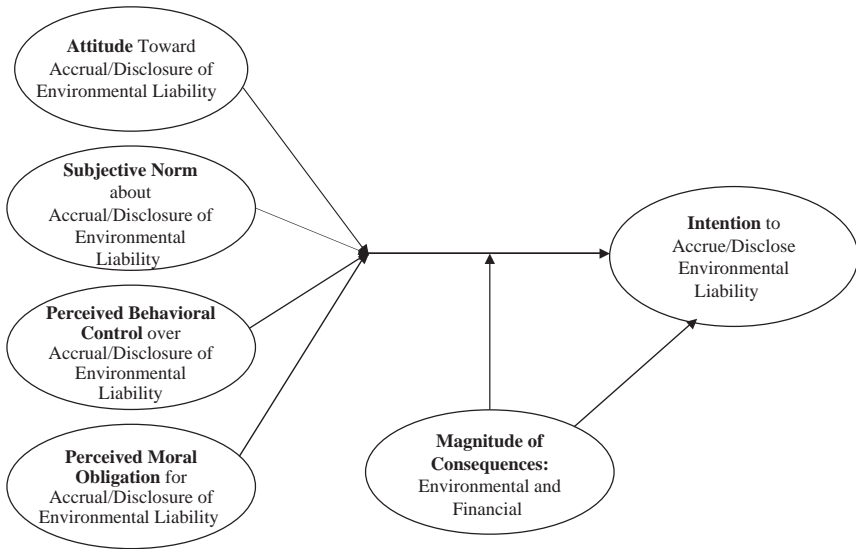 Attitude Toward
Accrual/Disclosure of
Environmental Liability
Subjective Norm
about
Accrual/Disclosure of
Environmental
Liability
Perceived Behavioral
Control over
Accrual/Disclosure of
Environmental
Liability
Perceived Moral
Obligation for
Accrual/Disclosure of
Environmental Liability
Intention to
Accrue/Disclose
Environmental
Liability
Magnitude of
Consequences:
Environmental and
Financial